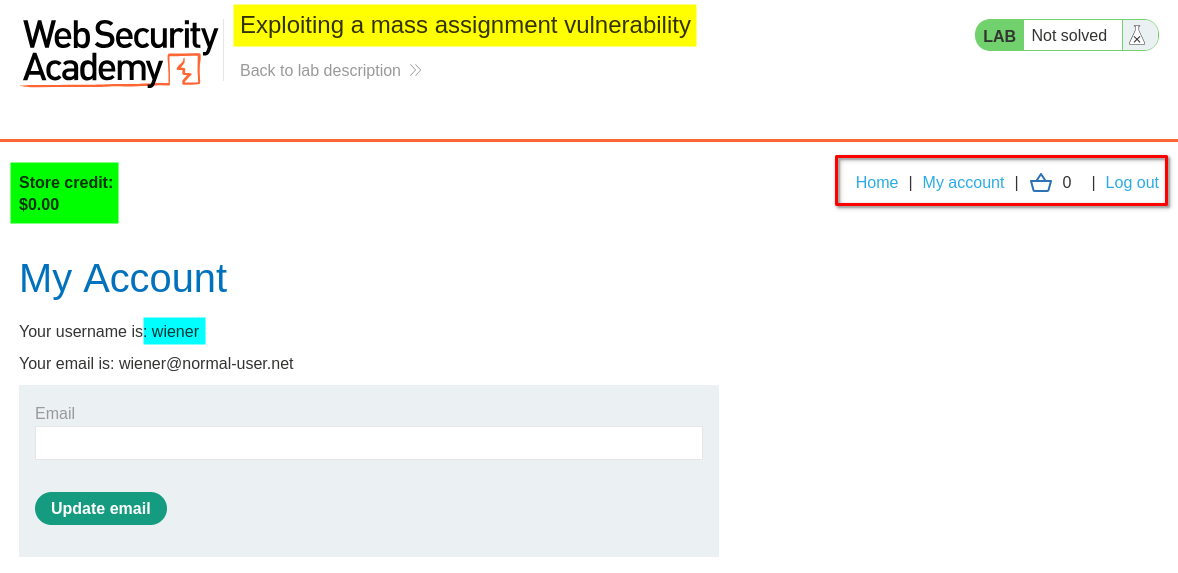 Web Security
Academy
Exploiting a mass assignment vulnerability
Back to lab description
LAB Not solved
Store credit:
$0.00
Home | My account | 0 | Log out
My Account
Your username is: wiener
Your email is: wiener@normal-user.net
Email
Update email